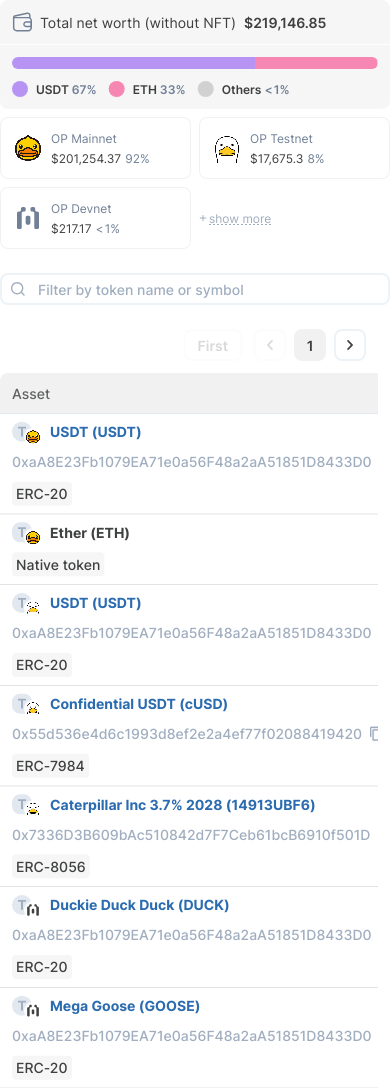 Total net worth (without NFT) $219,146.85
USDT 67% ETH 33% Others <1%
OP Mainnet
$201,254.37 92%
OP Testnet
$17,675.3 8%
OP Devnet
$217.17 <1%
+ show more
Filter by token name or symbol
First 1
Asset
T USDT (USDT)
0xaA8E23Fb1079EA71e0a56F48a2aA51851D8433D0
ERC-20
T Ether (ETH)
Native token
T USDT (USDT)
0xaA8E23Fb1079EA71e0a56F48a2aA51851D8433D0
ERC-20
T Confidential USDT (cUSD)
0x55d536e4d6c1993d8ef2e2a4ef77f02088419420
ERC-7984
T Caterpillar Inc 3.7% 2028 (14913UBF6)
0x7336D3B609bAc510842d7F7Ceb61bcB6910f501D
ERC-8056
T Duckie Duck Duck (DUCK)
0xaA8E23Fb1079EA71e0a56F48a2aA51851D8433D0
ERC-20
T Mega Goose (GOOSE)
0xaA8E23Fb1079EA71e0a56F48a2aA51851D8433D0
ERC-20